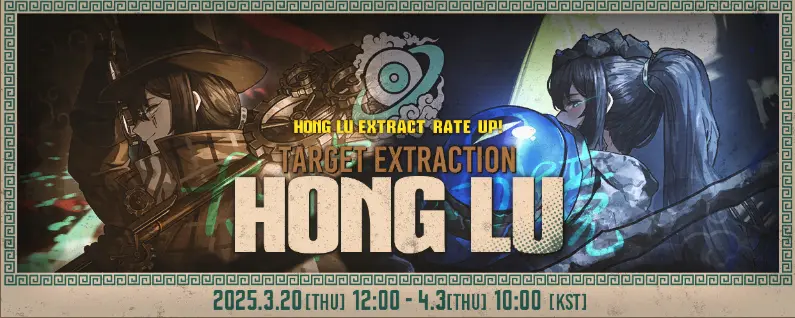 HONG LU EXTRACT RATE UP!
TARGET EXTRACTION
HONG LU
2025.3.20[THU] 12:00 - 4.3[THU] 10:00 [KST]